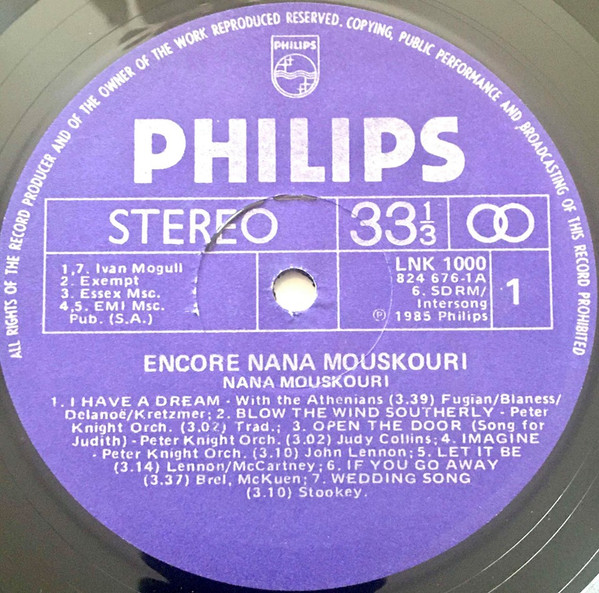 ALL RIGHTS OF THE RECORD PRODUCER AND OF THE OWNER OF THE WORK REPRODUCED RESERVED. COPYING, PUBLIC PERFORMANCE AND BROADCASTING OF THIS RECORD PROHIBITED
PHILIPS
PHILIPS
STEREO 33 1/3
1,7. Ivan Mogull
2. Exempt
3. Essex Msc.
4,5. EMI Msc.
Pub. (S.A.)
LNK 1000
824 676-1A
6. SDRM/
Intersong
Ⓟ 1985 Philips
1
ENCORE NANA MOUSKOURI
NANA MOUSKOURI
1. I HAVE A DREAM - With the Athenians (3.39) Fugian/Blaness/
Delanoë/Kretzmer; 2. BLOW THE WIND SOUTHERLY - Peter
Knight Orch. (3.02) Trad.; 3. OPEN THE DOOR (Song for
Judith) - Peter Knight Orch. (3.02) Judy Collins; 4. IMAGINE
- Peter Knight Orch. (3.10) John Lennon; 5. LET IT BE
(3.14) Lennon/McCartney; 6. IF YOU GO AWAY
(3.37) Brel, McKuen; 7. WEDDING SONG
(3.10) Stookey.